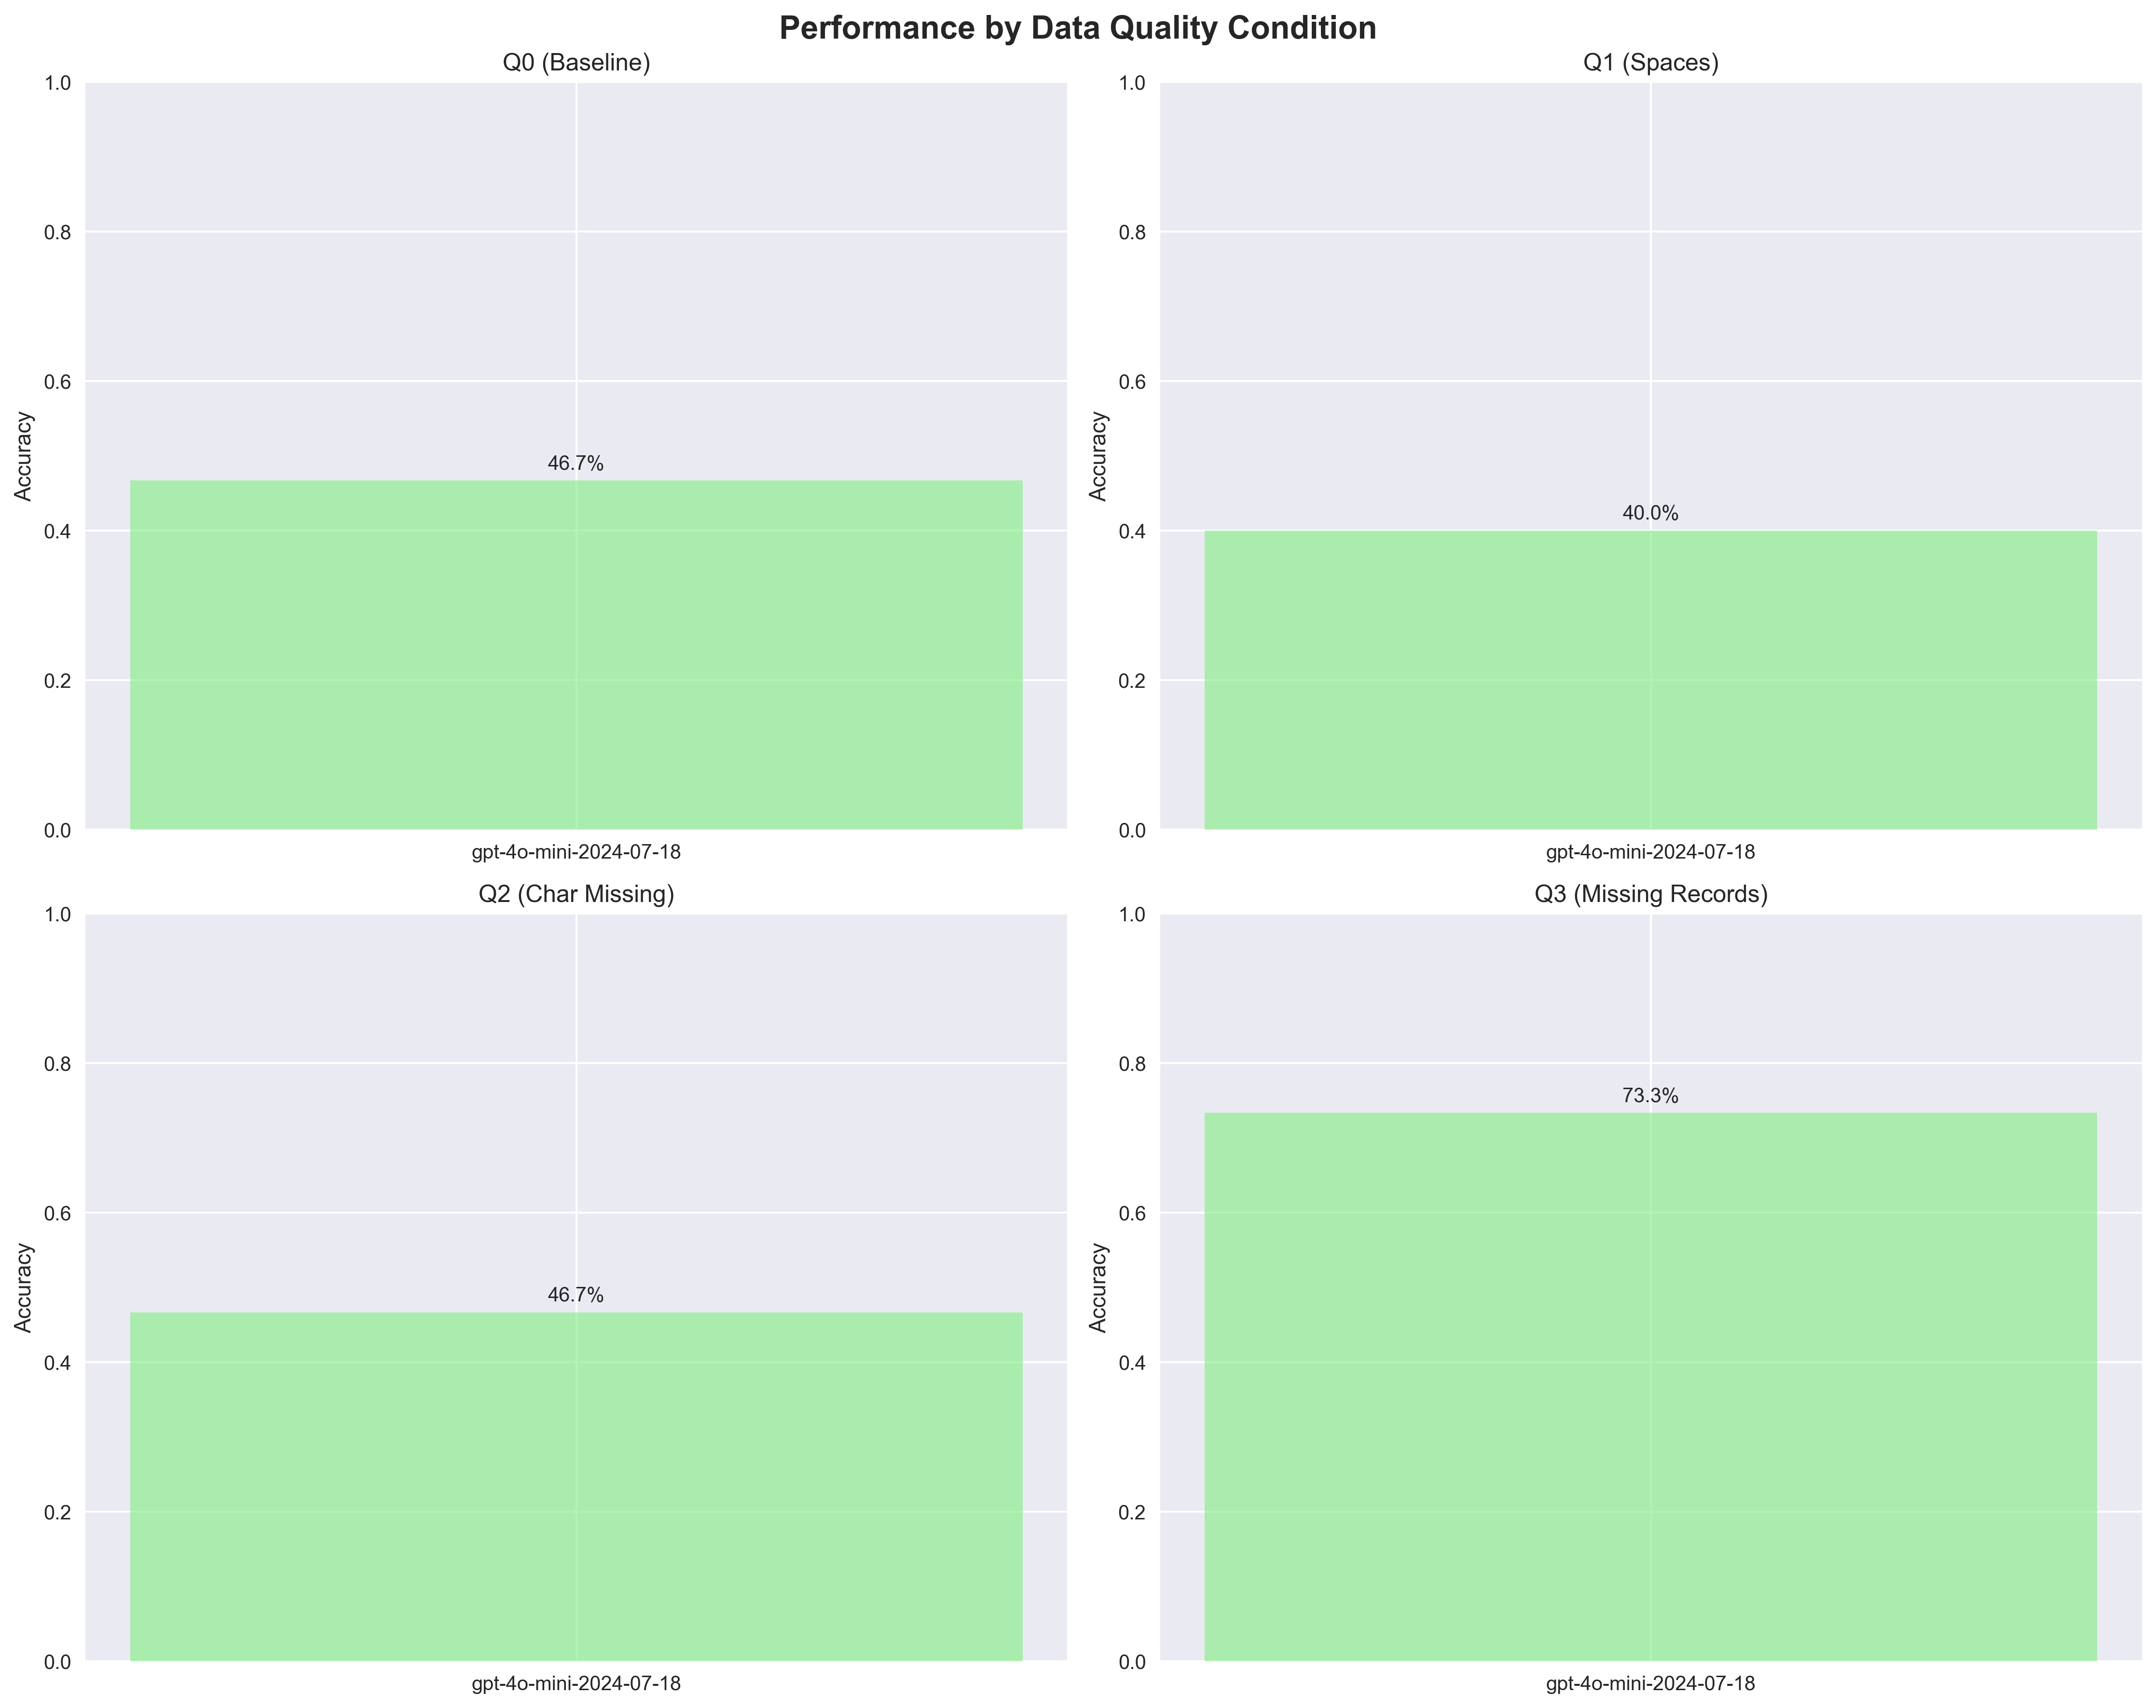 Performance by Data Quality Condition
Q0 (Baseline)
1.0
0.8
0.6
0.4
0.2
0.0
Accuracy
46.7%
gpt-4o-mini-2024-07-18
Q1 (Spaces)
1.0
0.8
0.6
0.4
0.2
0.0
Accuracy
40.0%
gpt-4o-mini-2024-07-18
Q2 (Char Missing)
1.0
0.8
0.6
0.4
0.2
0.0
Accuracy
46.7%
gpt-4o-mini-2024-07-18
Q3 (Missing Records)
1.0
0.8
0.6
0.4
0.2
0.0
Accuracy
73.3%
gpt-4o-mini-2024-07-18